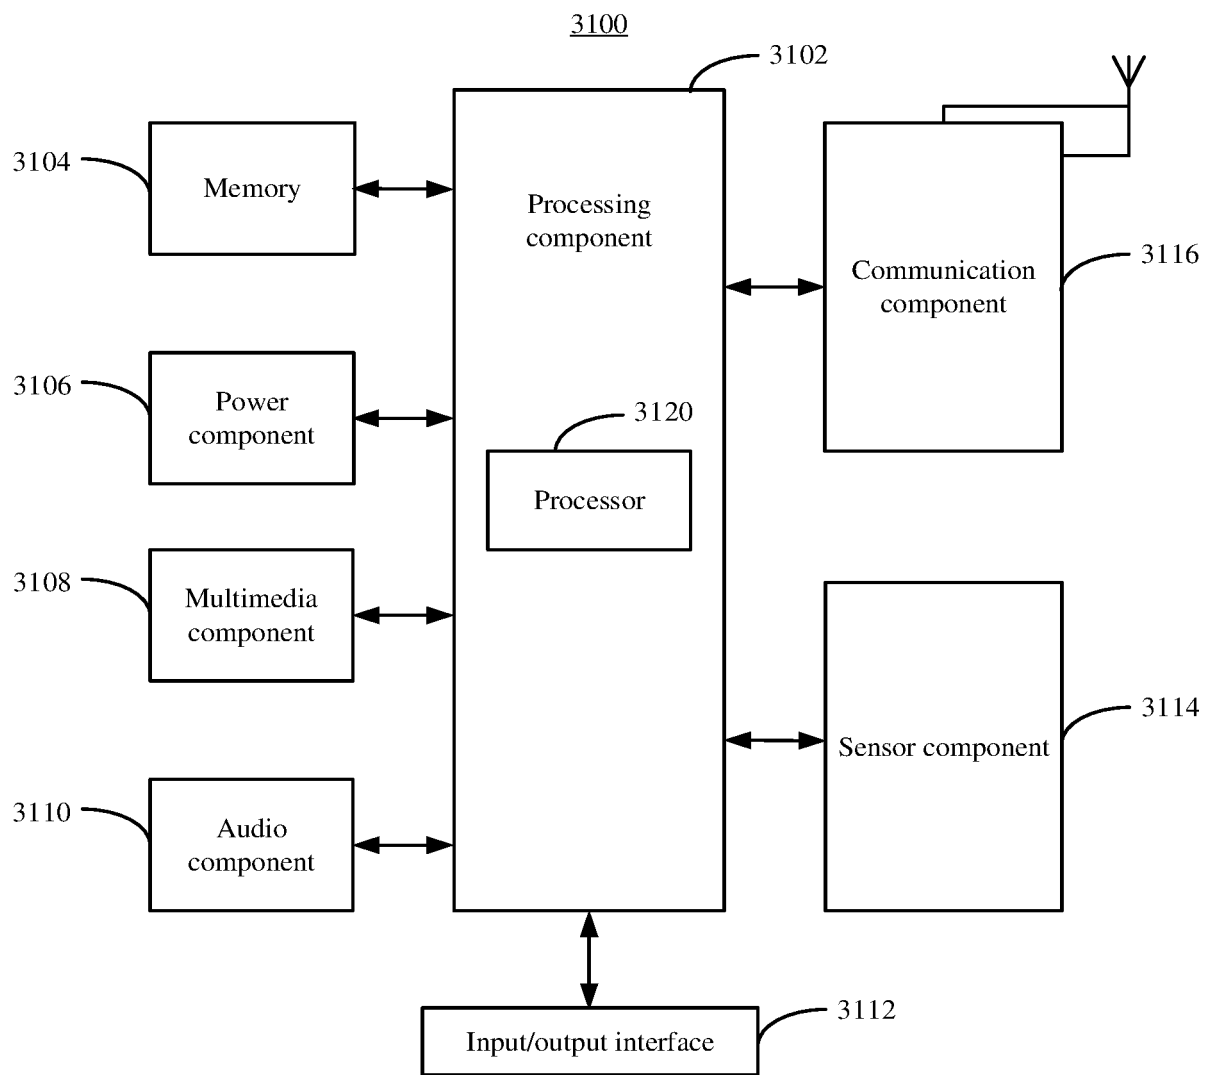 3100
3102
3104
Memory
Processing
component
Communication
component
3116
3106
Power
component
3120
Processor
3108
Multimedia
component
3114
Sensor component
3110
Audio
component
3112
Input/output interface